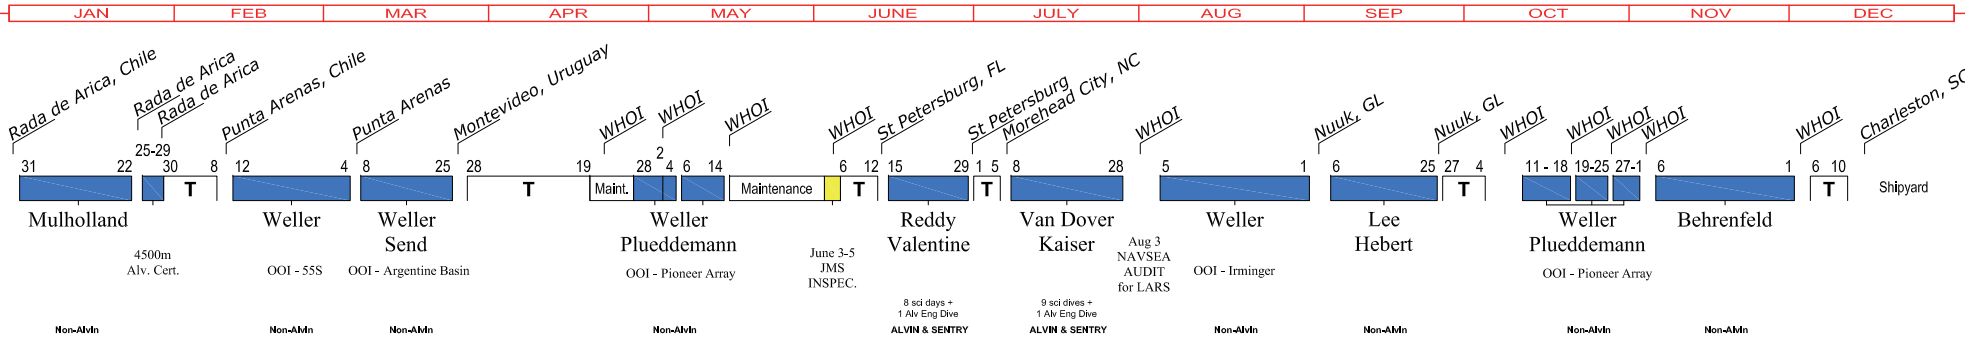 JAN FEB MAR APR MAY JUNE JULY AUG SEP OCT NOV DEC
Rada de Arica, Chile
Rada de Arica
Rada de Arica
Punta Arenas, Chile
Punta Arenas
Montevideo, Uruguay
WHOI
WHOI
WHOI
WHOI
St Petersburg, FL
St Petersburg
Morehead City, NC
WHOI
Nuuk, GL
Nuuk, GL
WHOI
WHOI
WHOI
WHOI
WHOI
Charleston, SC
31 22 25-29 30 8 12 4 8 25 28 19 28 2 4 6 14 6 12 15 29 1 5 8 28 5 1 6 25 27 4 11 - 18 19-25 27-1 6 1 6 10
T T Maint. Maintenance T T T T Shipyard
Mulholland
4500m
Alv. Cert.
Non-Alvin
Weller
OOI - 55S
Non-Alvin
Weller
Send
OOI - Argentine Basin
Non-Alvin
Weller
Plueddemann
OOI - Pioneer Array
Non-Alvin
June 3-5
JMS
INSPEC.
Reddy
Valentine
8 sci days +
1 Alv Eng Dive
ALVIN & SENTRY
Van Dover
Kaiser
9 sci dives +
1 Alv Eng Dive
ALVIN & SENTRY
Aug 3
NAVSEA
AUDIT
for LARS
Weller
OOI - Irminger
Non-Alvin
Lee
Hebert
Non-Alvin
Weller
Plueddemann
OOI - Pioneer Array
Non-Alvin
Behrenfeld
Non-Alvin